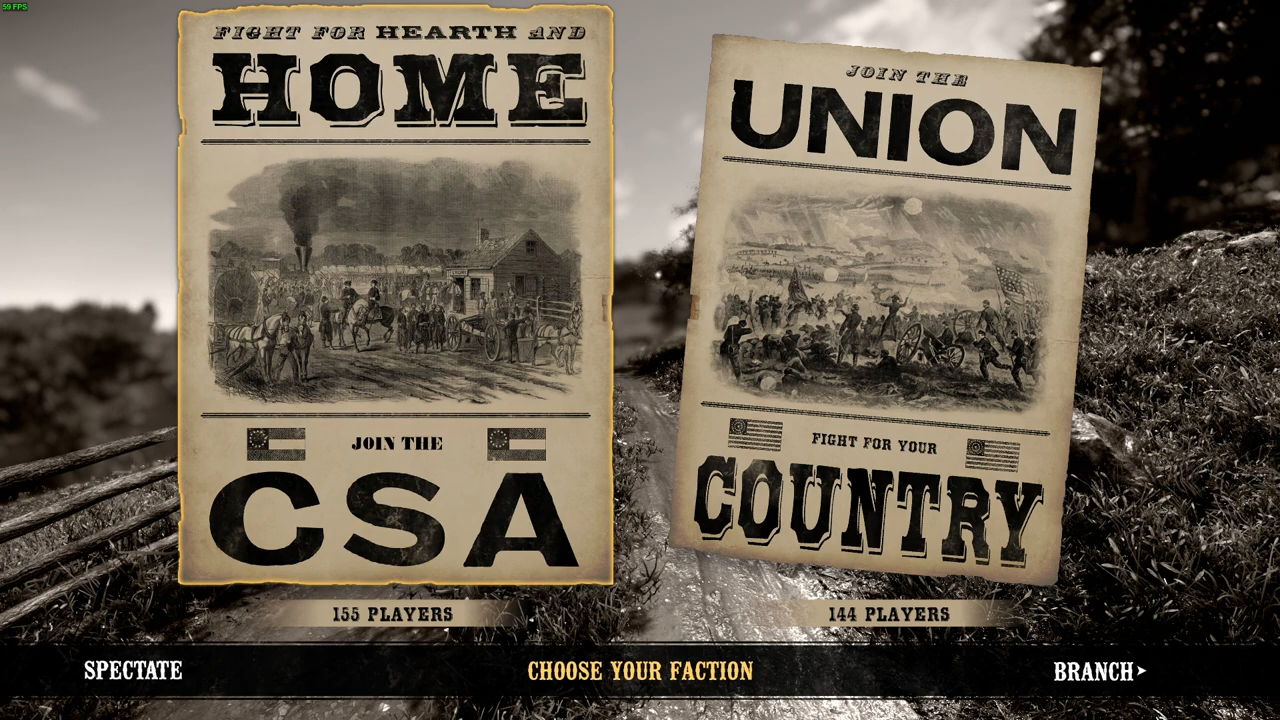 59 FPS
FIGHT FOR HEARTH AND
HOME
JOIN THE
CSA
155 PLAYERS
JOIN THE
UNION
FIGHT FOR YOUR
COUNTRY
144 PLAYERS
SPECTATE
CHOOSE YOUR FACTION
BRANCH